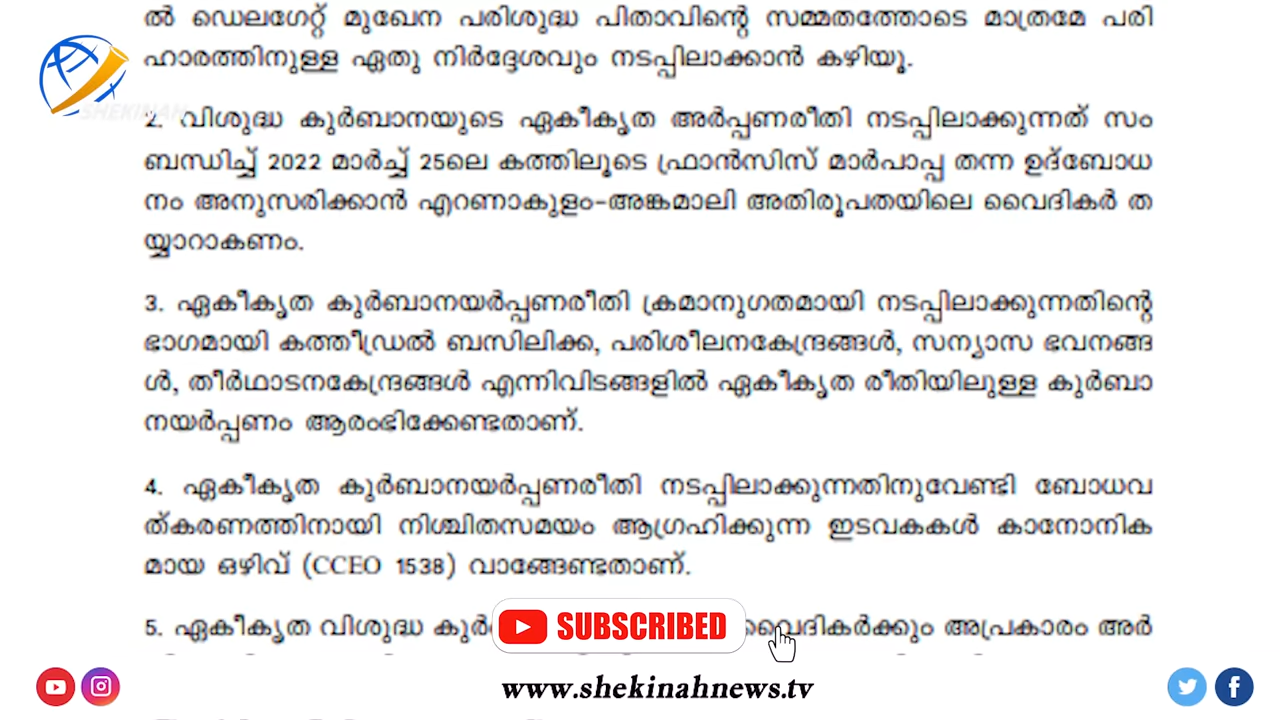 ൽ ഡെലഗേറ്റ് മുഖേന പരിശുദ്ധ പിതാവിന്റെ സമ്മതത്തോടെ മാത്രമേ പരി
ഹാരത്തിനുള്ള ഏതു നിർദ്ദേശവും നടപ്പിലാക്കാൻ കഴിയൂ.
SHEKINAH
2. വിശുദ്ധ കുർബാനയുടെ ഏകീകൃത അർപ്പണരീതി നടപ്പിലാക്കുന്നത് സം
ബന്ധിച്ച് 2022 മാർച്ച് 25ലെ കത്തിലൂടെ ഫ്രാൻസിസ് മാർപാപ്പ തന്ന ഉദ്ബോധ
നം അനുസരിക്കാൻ എറണാകുളം-അങ്കമാലി അതിരൂപതയിലെ വൈദികർ ത
യ്യാറാകണം.
3. ഏകീകൃത കുർബാനയർപ്പണരീതി ക്രമാനുഗതമായി നടപ്പിലാക്കുന്നതിന്റെ
ഭാഗമായി കത്തീഡ്രൽ ബസിലിക്ക, പരിശീലനകേന്ദ്രങ്ങൾ, സന്യാസ ഭവനങ്ങ
ൾ, തീർഥാടനകേന്ദ്രങ്ങൾ എന്നിവിടങ്ങളിൽ ഏകീകൃത രീതിയിലുള്ള കുർബാ
നയർപ്പണം ആരംഭിക്കേണ്ടതാണ്.
4. ഏകീകൃത കുർബാനയർപ്പണരീതി നടപ്പിലാക്കുന്നതിനുവേണ്ടി ബോധവ
ത്കരണത്തിനായി നിശ്ചിതസമയം ആഗ്രഹിക്കുന്ന ഇടവകകൾ കാനോനിക
മായ ഒഴിവ് (CCEO 1538) വാങ്ങേണ്ടതാണ്.
5. ഏകീകൃത വിശുദ്ധ വൈദികർക്കും അപ്രകാരം അർ
SUBSCRIBED
www.shekinahnews.tv